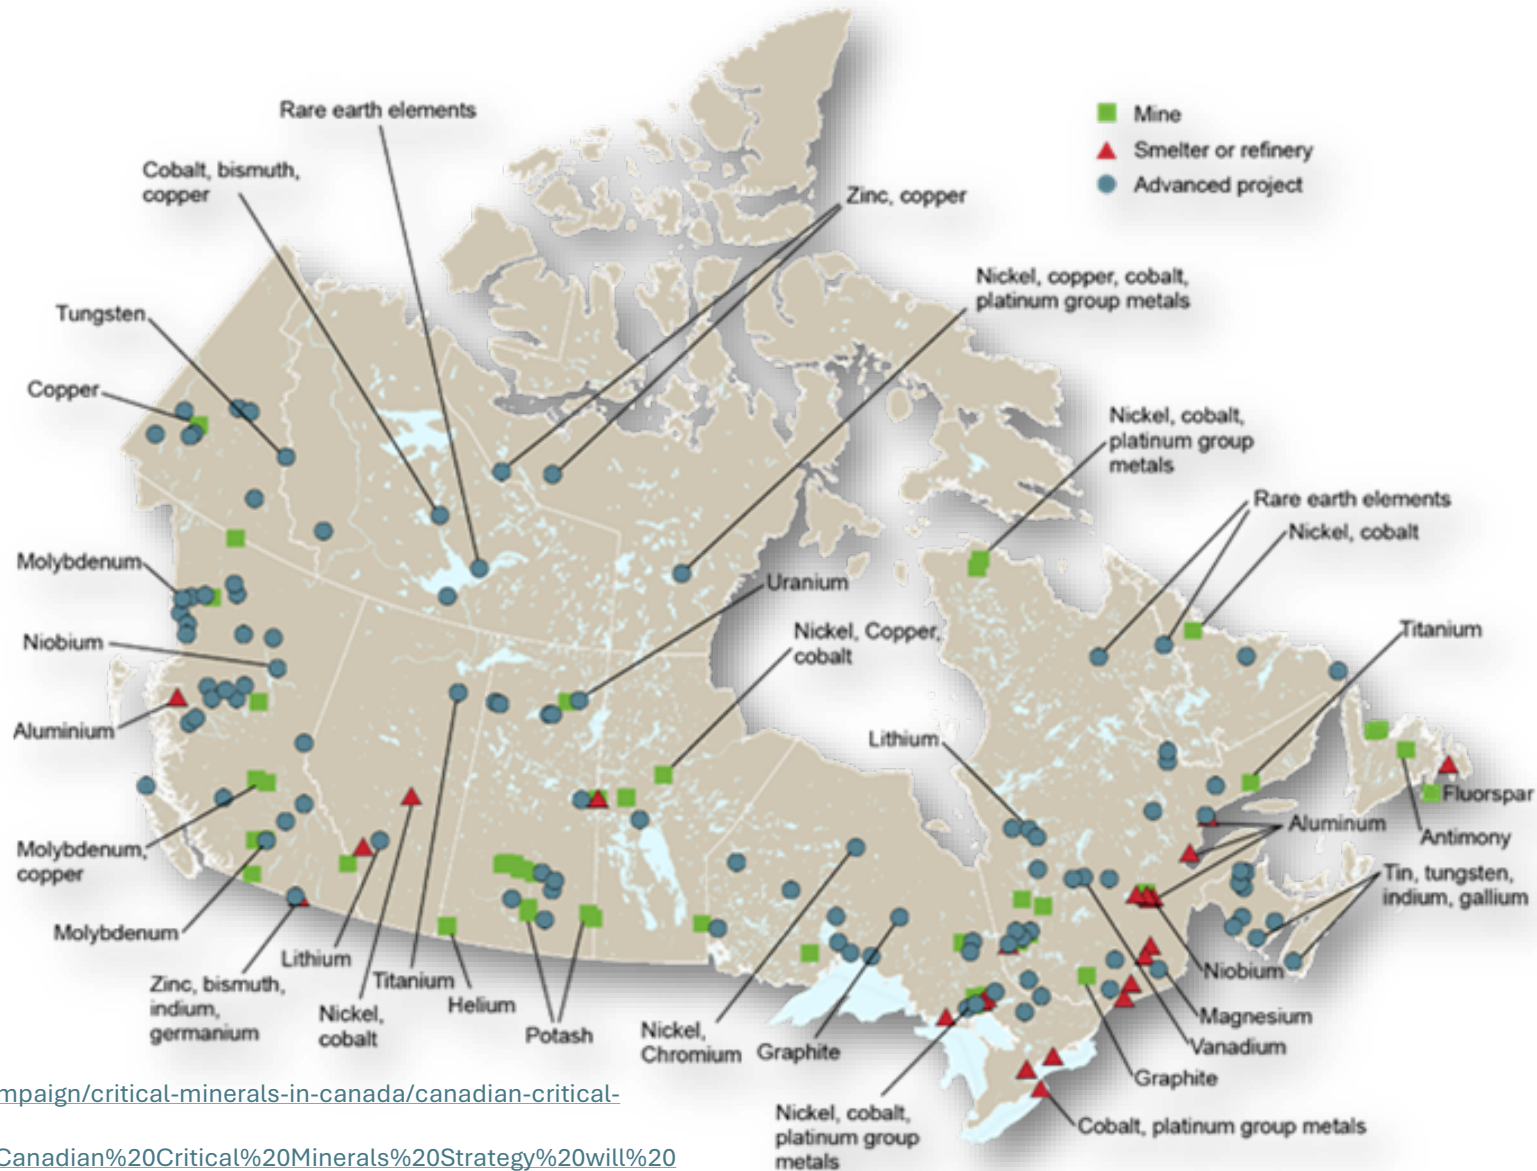 Rare earth elements
Mine
Smelter or refinery
Advanced project
Cobalt, bismuth,
copper
Zinc, copper
Nickel, copper, cobalt,
platinum group metals
Tungsten
Copper
Nickel, cobalt,
platinum group
metals
Rare earth elements
Nickel, cobalt
Molybdenum
Uranium
Nickel, Copper,
cobalt
Titanium
Niobium
Aluminium
Lithium
Fluorspar
Aluminum
Antimony
Molybdenum,
copper
Tin, tungsten,
indium, gallium
Molybdenum
Lithium
Zinc, bismuth,
indium,
germanium
Titanium
Nickel,
cobalt
Helium
Potash
Nickel,
Chromium
Graphite
Niobium
Magnesium
Vanadium
Graphite
Nickel, cobalt,
platinum group
metals
Cobalt, platinum group metals
mpaign/critical-minerals-in-canada/canadian-critical-
Canadian%20Critical%20Minerals%20Strategy%20will%20